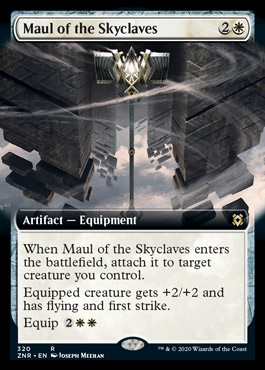 Maul of the Skyclaves 2
Artifact — Equipment
When Maul of the Skyclaves enters
the battlefield, attach it to target
creature you control.
Equipped creature gets +2/+2 and
has flying and first strike.
Equip 2
320 R
ZNR • EN Joseph Meehan
™ & © 2020 Wizards of the Coast